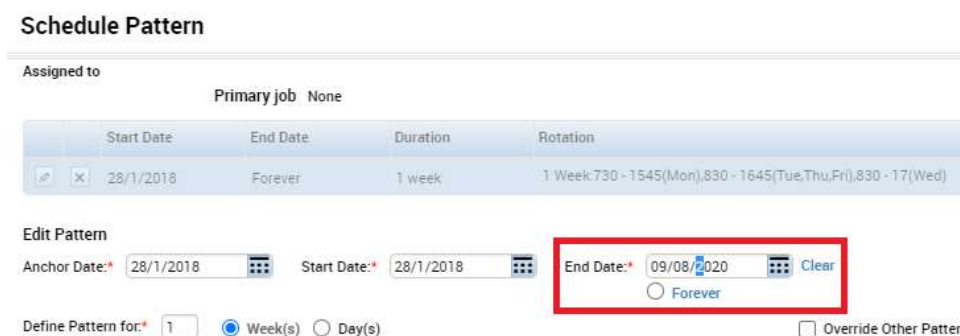 Schedule Pattern
Assigned to
Primary job None
Start Date End Date Duration Rotation
28/1/2018 Forever 1 week 1 Week:730 - 1545(Mon),830 - 1645(Tue,Thu,Fri),830 - 17(Wed)
Edit Pattern
Anchor Date:* 28/1/2018 Start Date:* 28/1/2018 End Date:* 09/08/2020 Clear
Forever
Define Pattern for:* 1 Week(s) Day(s) Override Other Patter